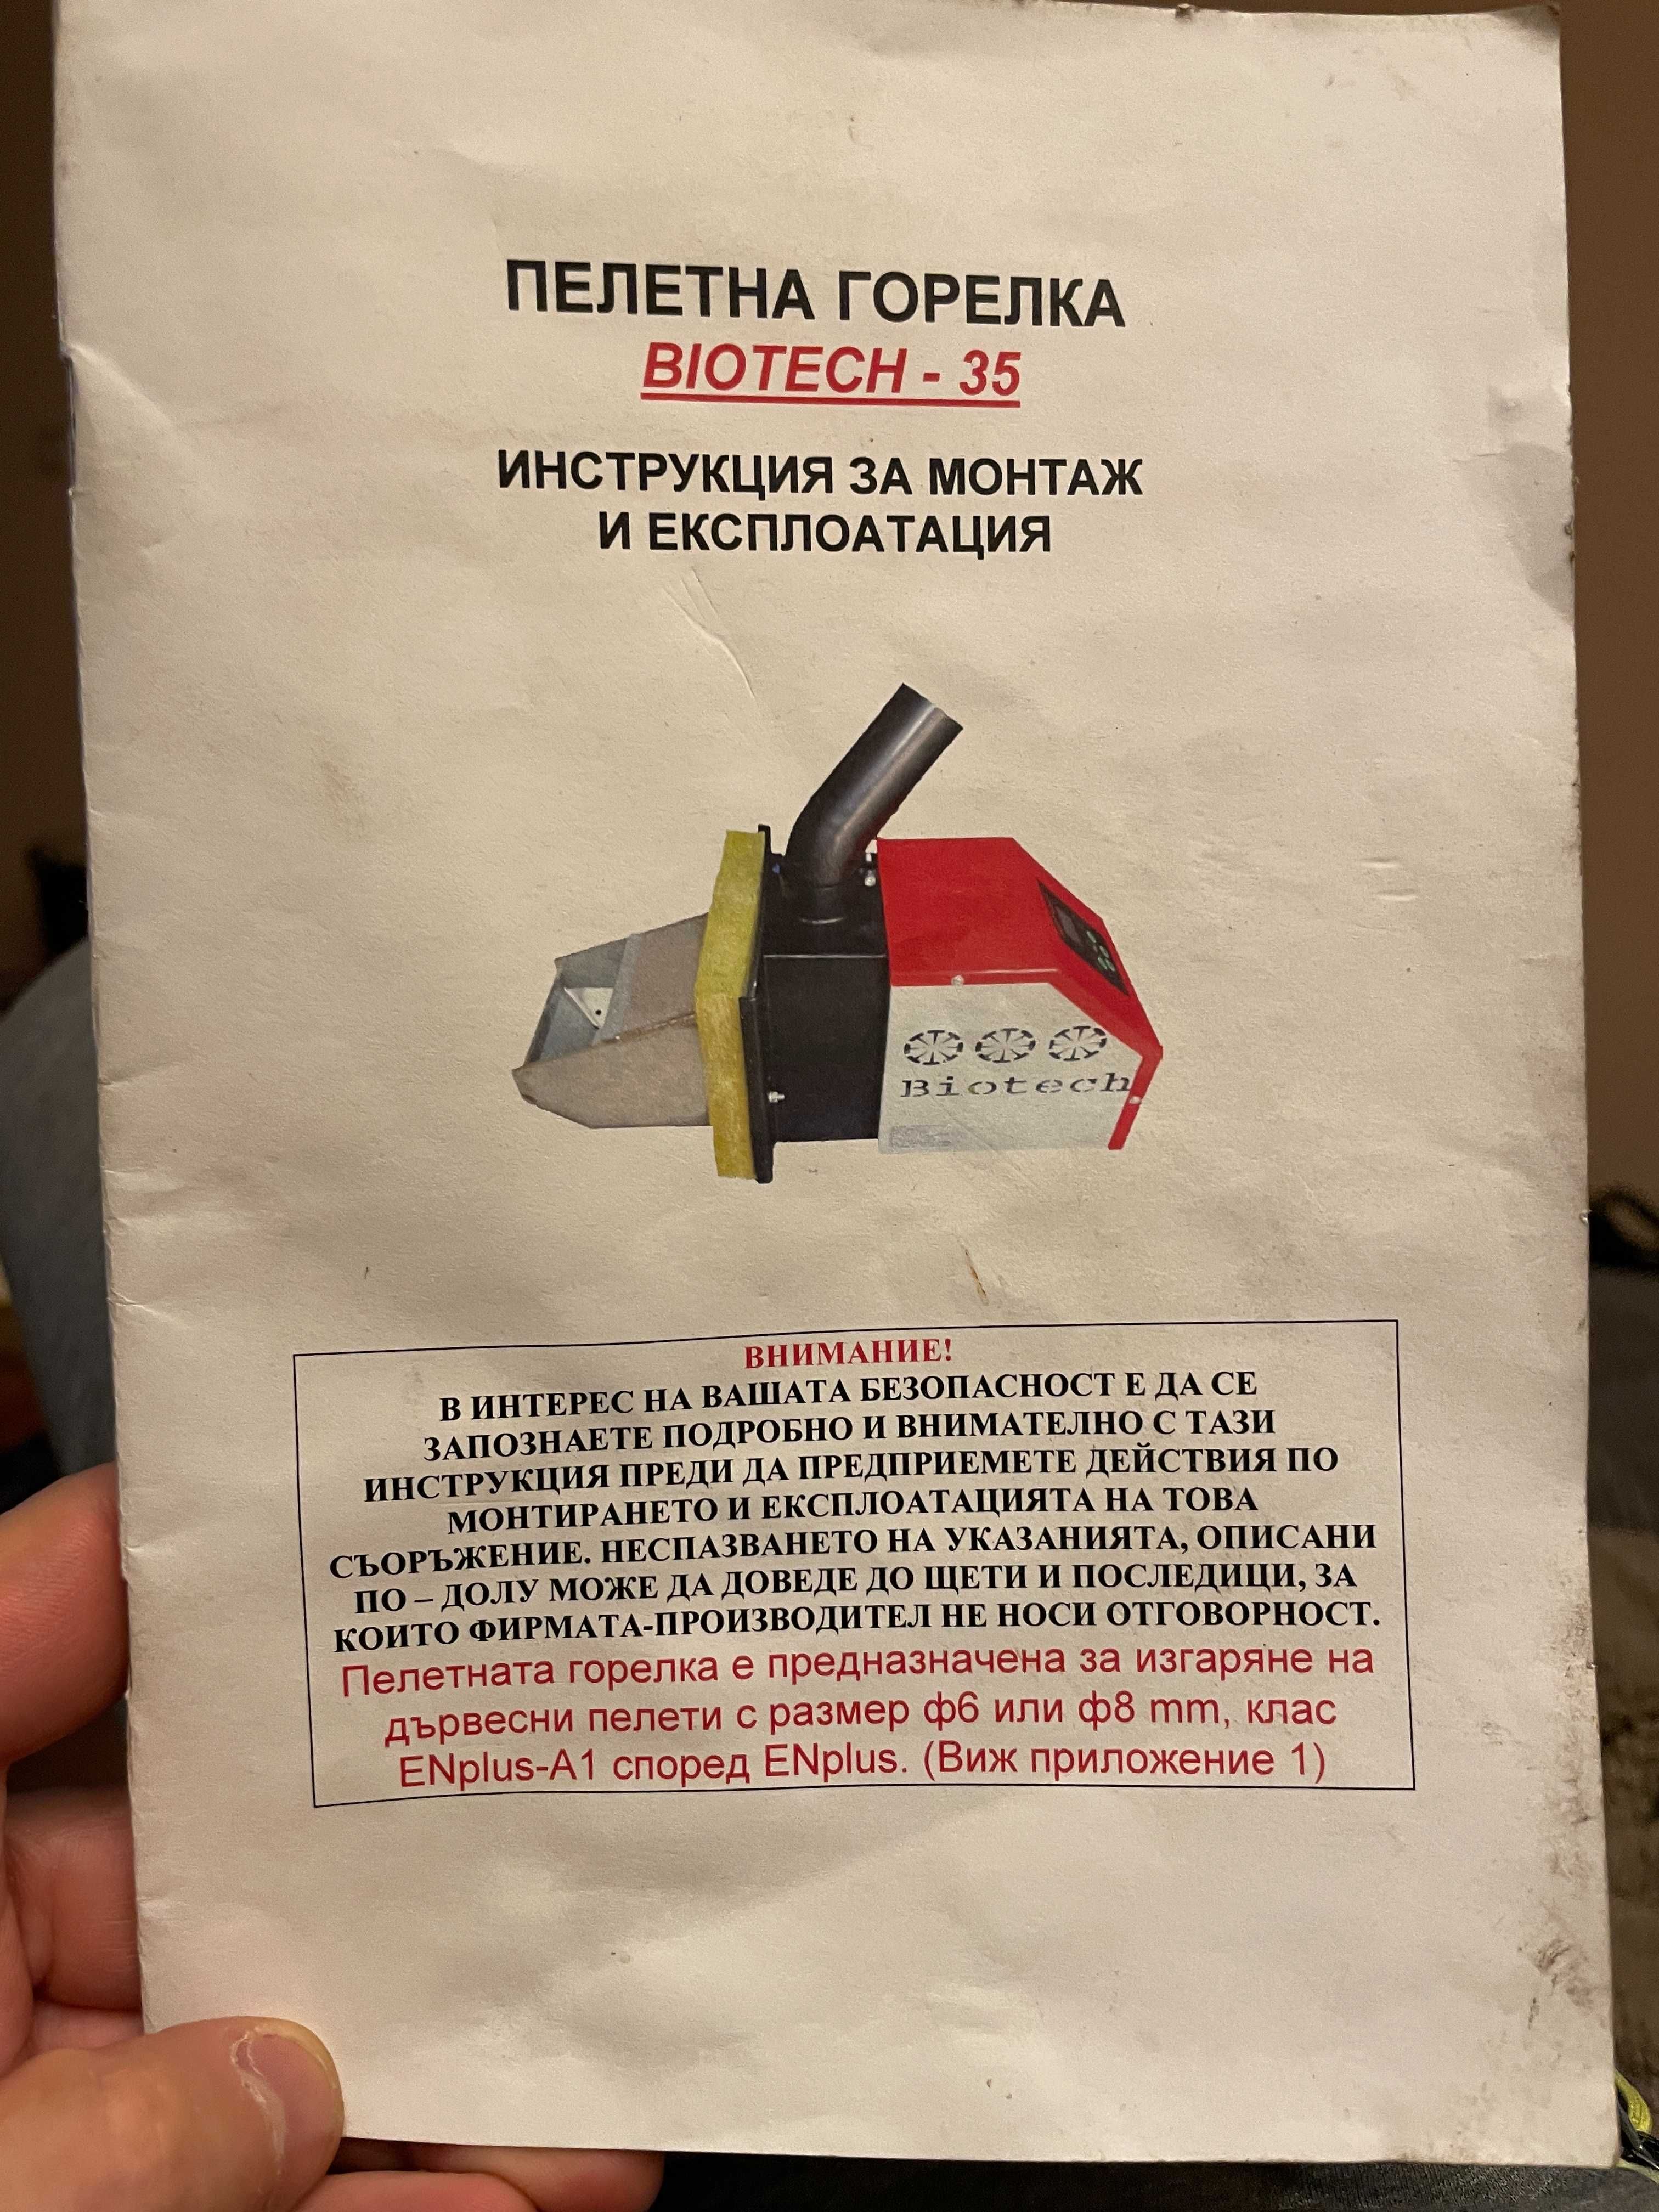 ПЕЛЕТНА ГОРЕЛКА
BIOTECH - 35
ИНСТРУКЦИЯ ЗА МОНТАЖ
И ЕКСПЛОАТАЦИЯ
Biotech
ВНИМАНИЕ!
В ИНТЕРЕС НА ВАШАТА БЕЗОПАСНОСТ Е ДА СЕ
ЗАПОЗНАЕТЕ ПОДРОБНО И ВНИМАТЕЛНО С ТАЗИ
ИНСТРУКЦИЯ ПРЕДИ ДА ПРЕДПРИЕМЕТЕ ДЕЙСТВИЯ ПО
МОНТИРАНЕТО И ЕКСПЛОАТАЦИЯТА НА ТОВА
СЪОРЪЖЕНИЕ. НЕСПАЗВАНЕТО НА УКАЗАНИЯТА, ОПИСАНИ
ПО – ДОЛУ МОЖЕ ДА ДОВЕДЕ ДО ЩЕТИ И ПОСЛЕДИЦИ, ЗА
КОИТО ФИРМАТА-ПРОИЗВОДИТЕЛ НЕ НОСИ ОТГОВОРНОСТ.
Пелетната горелка е предназначена за изгаряне на
дървесни пелети с размер ф6 или ф8 mm, клас
ENplus-A1 според ENplus. (Виж приложение 1)